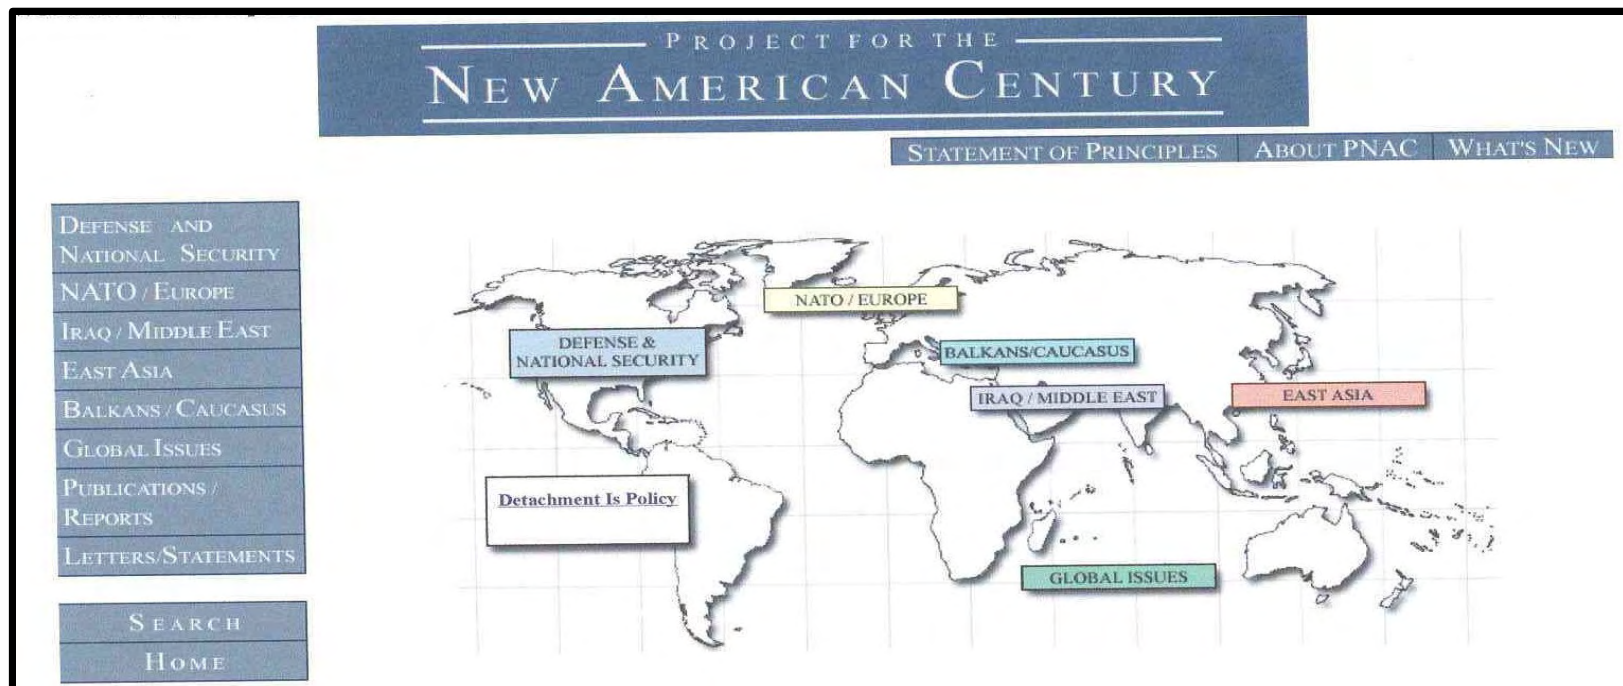 PROJECT FOR THE
NEW AMERICAN CENTURY
STATEMENT OF PRINCIPLES
ABOUT PNAC
WHAT'S NEW
DEFENSE AND
NATIONAL SECURITY
NATO / EUROPE
IRAQ / MIDDLE EAST
EAST ASIA
BALKANS / CAUCASUS
GLOBAL ISSUES
PUBLICATIONS /
REPORTS
LETTERS/STATEMENTS
SEARCH
HOME
NATO / EUROPE
DEFENSE &
NATIONAL SECURITY
BALKANS/CAUCASUS
IRAQ / MIDDLE EAST
EAST ASIA
Detachment Is Policy
GLOBAL ISSUES